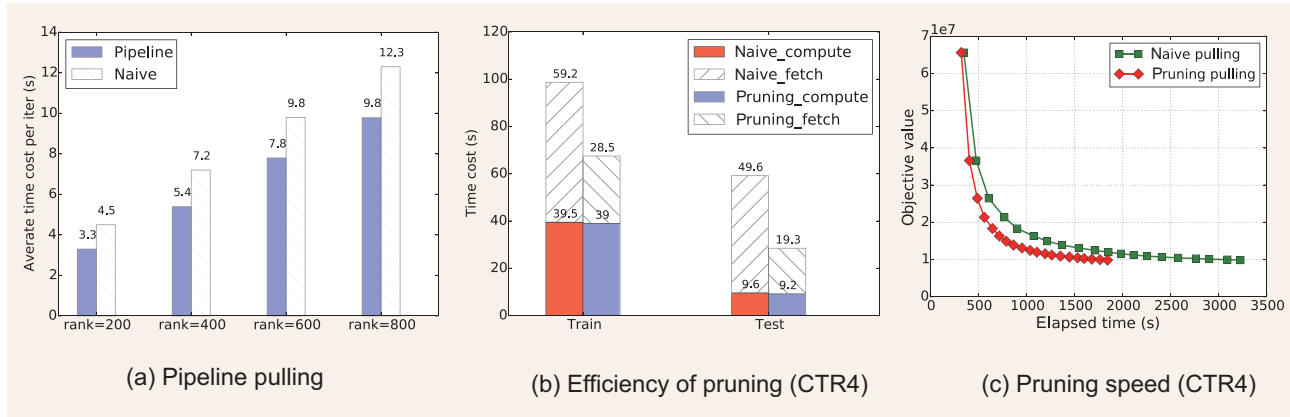 14
12
10
8
6
4
2
0
Averate time cost per iter (s)
Pipeline
Naive
3.3
4.5
5.4
7.2
7.8
9.8
9.8
12.3
rank=200 rank=400 rank=600 rank=800
(a) Pipeline pulling
120
100
80
60
40
20
0
Time cost (s)
Naive_compute
Naive_fetch
Pruning_compute
Pruning_fetch
59.2
28.5
39.5
39
49.6
19.3
9.6
9.2
Train Test
(b) Efficiency of pruning (CTR4)
1e7
7
6
5
4
3
2
1
0
Objective value
Naive pulling
Pruning pulling
0 500 1000 1500 2000 2500 3000 3500
Elapsed time (s)
(c) Pruning speed (CTR4)